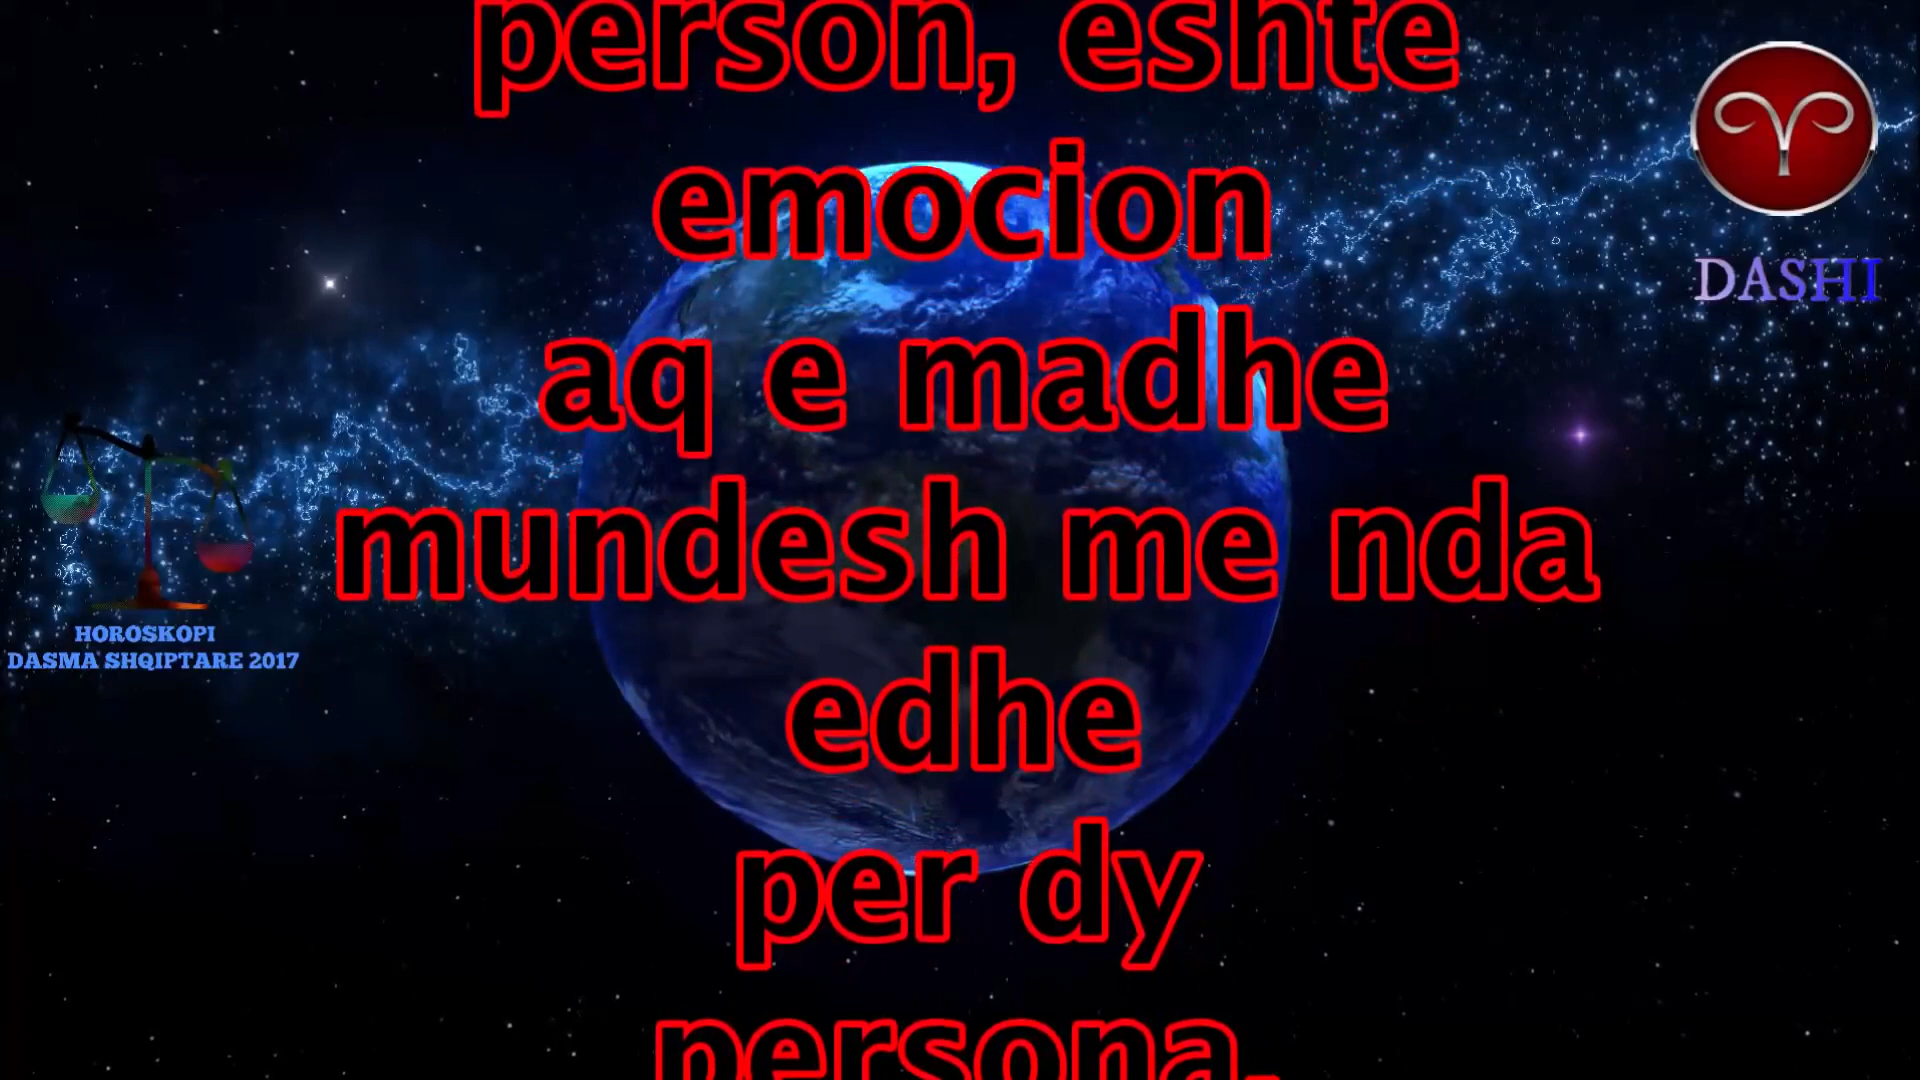 person, eshte
emocion
aq e madhe
mundesh me nda
edhe
per dy
persona.
DASHI
HOROSKOPI
DASMA SHQIPTARE 2017